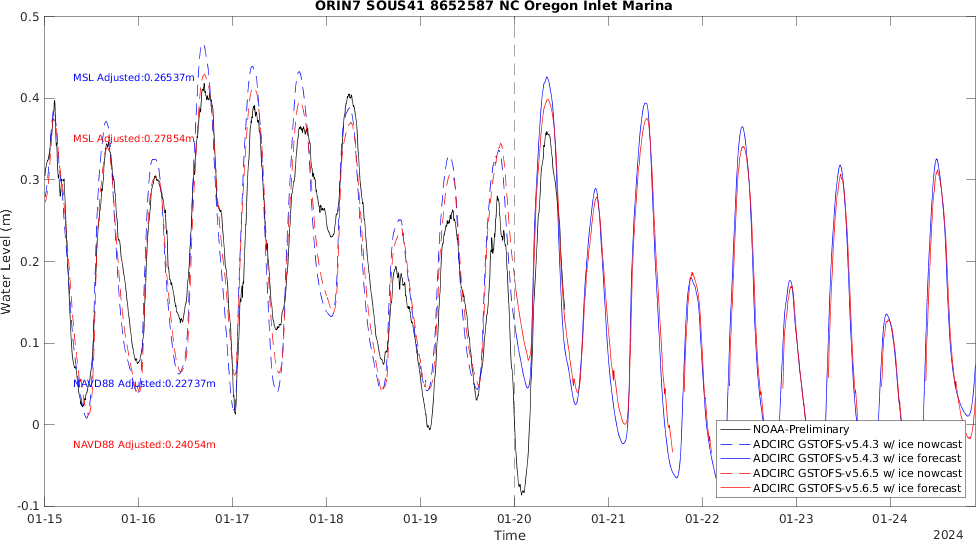 ORIN7 SOUS41 8652587 NC Oregon Inlet Marina
0.5
0.4
0.3
0.2
0.1
0
-0.1
Water Level (m)
MSL Adjusted:0.26537m
MSL Adjusted:0.27854m
NAVD88 Adjusted:0.22737m
NAVD88 Adjusted:0.24054m
NOAA-Preliminary
ADCIRC GSTOFS-v5.4.3 w/ ice nowcast
ADCIRC GSTOFS-v5.4.3 w/ ice forecast
ADCIRC GSTOFS-v5.6.5 w/ ice nowcast
ADCIRC GSTOFS-v5.6.5 w/ ice forecast
01-15 01-16 01-17 01-18 01-19 01-20 01-21 01-22 01-23 01-24
Time
2024